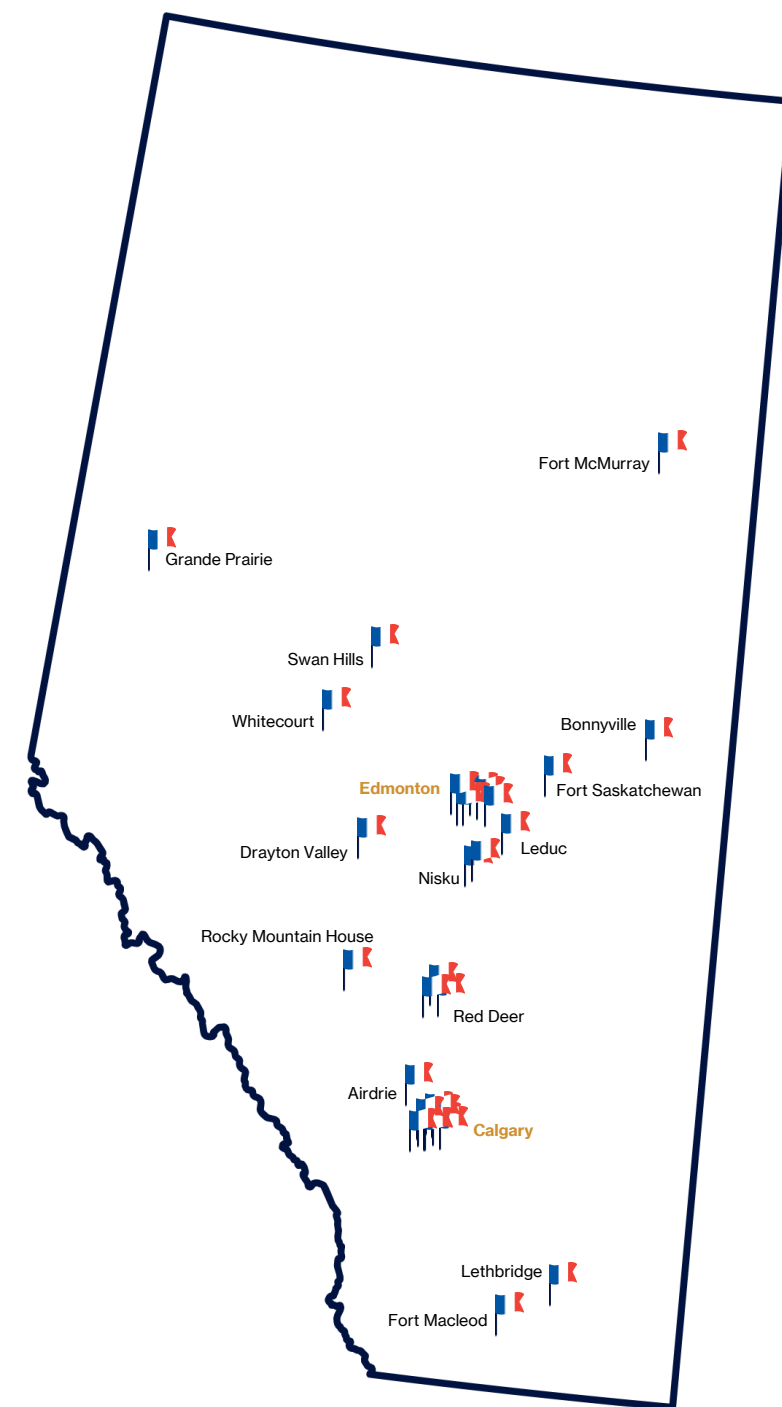 Fort McMurray
Grande Prairie
Swan Hills
Whitecourt
Bonnyville
Edmonton
Fort Saskatchewan
Drayton Valley
Leduc
Nisku
Rocky Mountain House
Red Deer
Airdrie
Calgary
Lethbridge
Fort Macleod